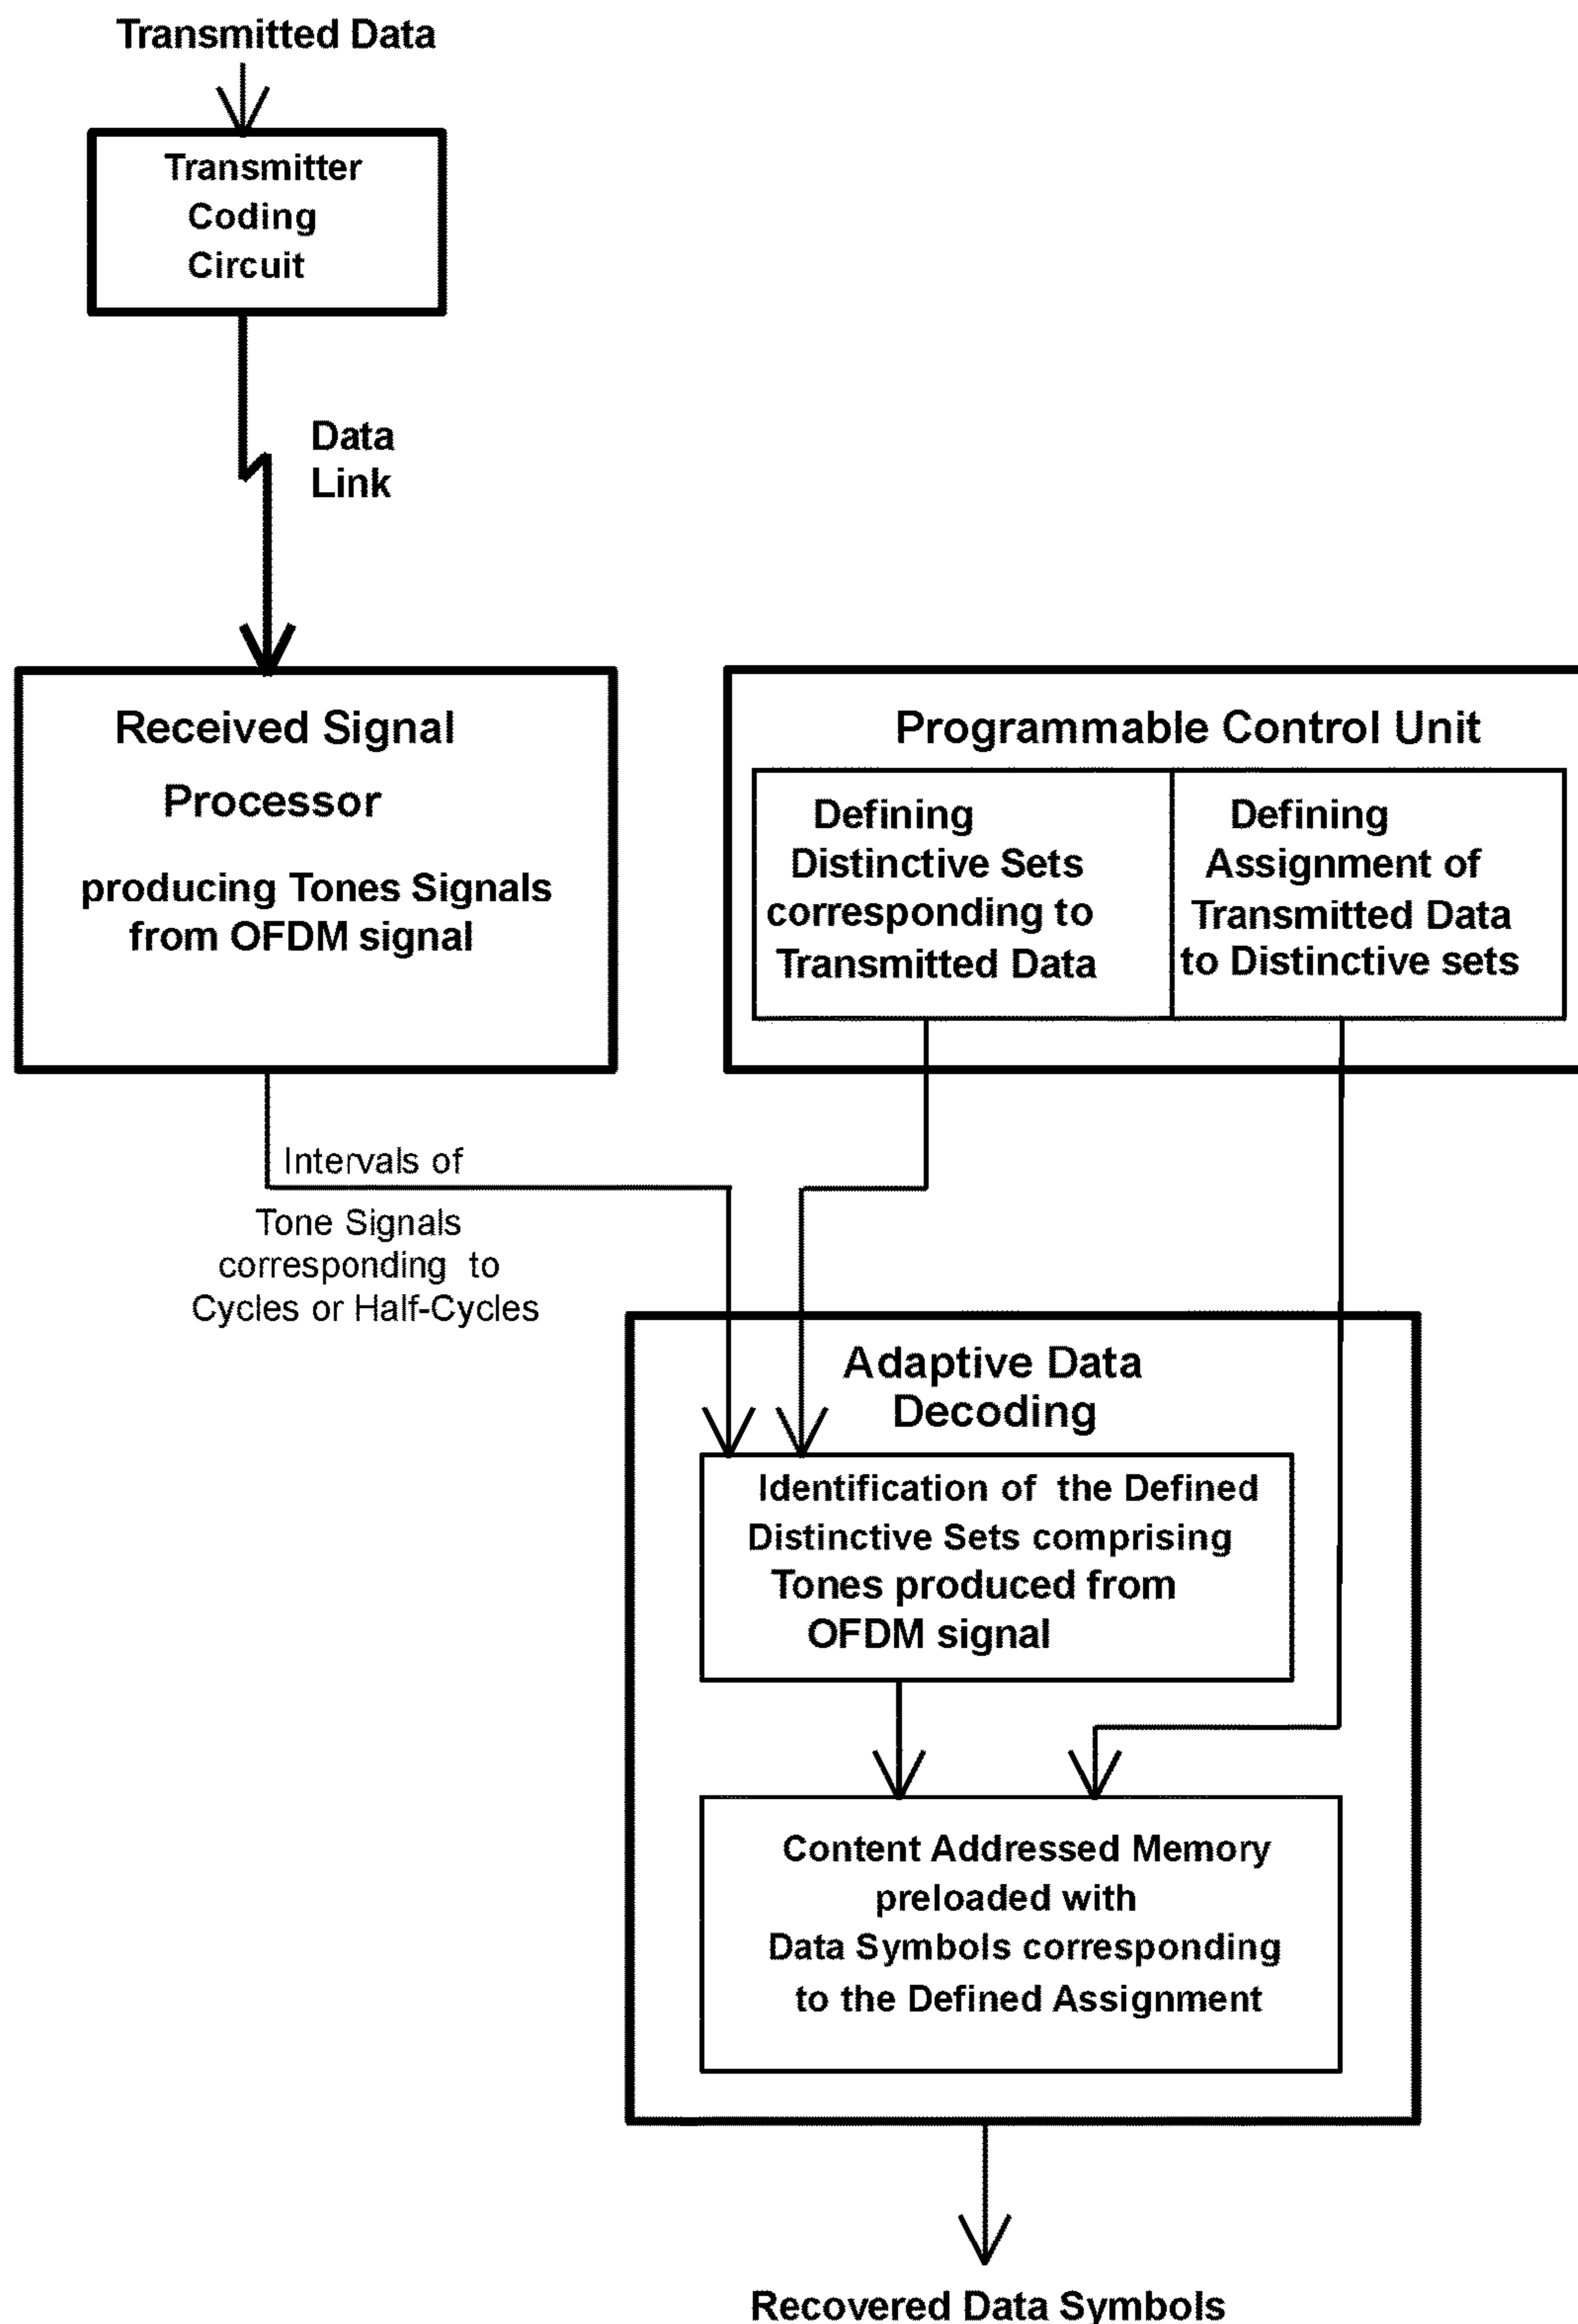 Transmitted Data
Transmitter
Coding
Circuit
Data
Link
Received Signal
Processor
producing Tones Signals
from OFDM signal
Programmable Control Unit
Defining
Distinctive Sets
corresponding to
Transmitted Data
Defining
Assignment of
Transmitted Data
to Distinctive sets
Intervals of
Tone Signals
corresponding to
Cycles or Half-Cycles
Adaptive Data
Decoding
Identification of the Defined
Distinctive Sets comprising
Tones produced from
OFDM signal
Content Addressed Memory
preloaded with
Data Symbols corresponding
to the Defined Assignment
Recovered Data Symbols